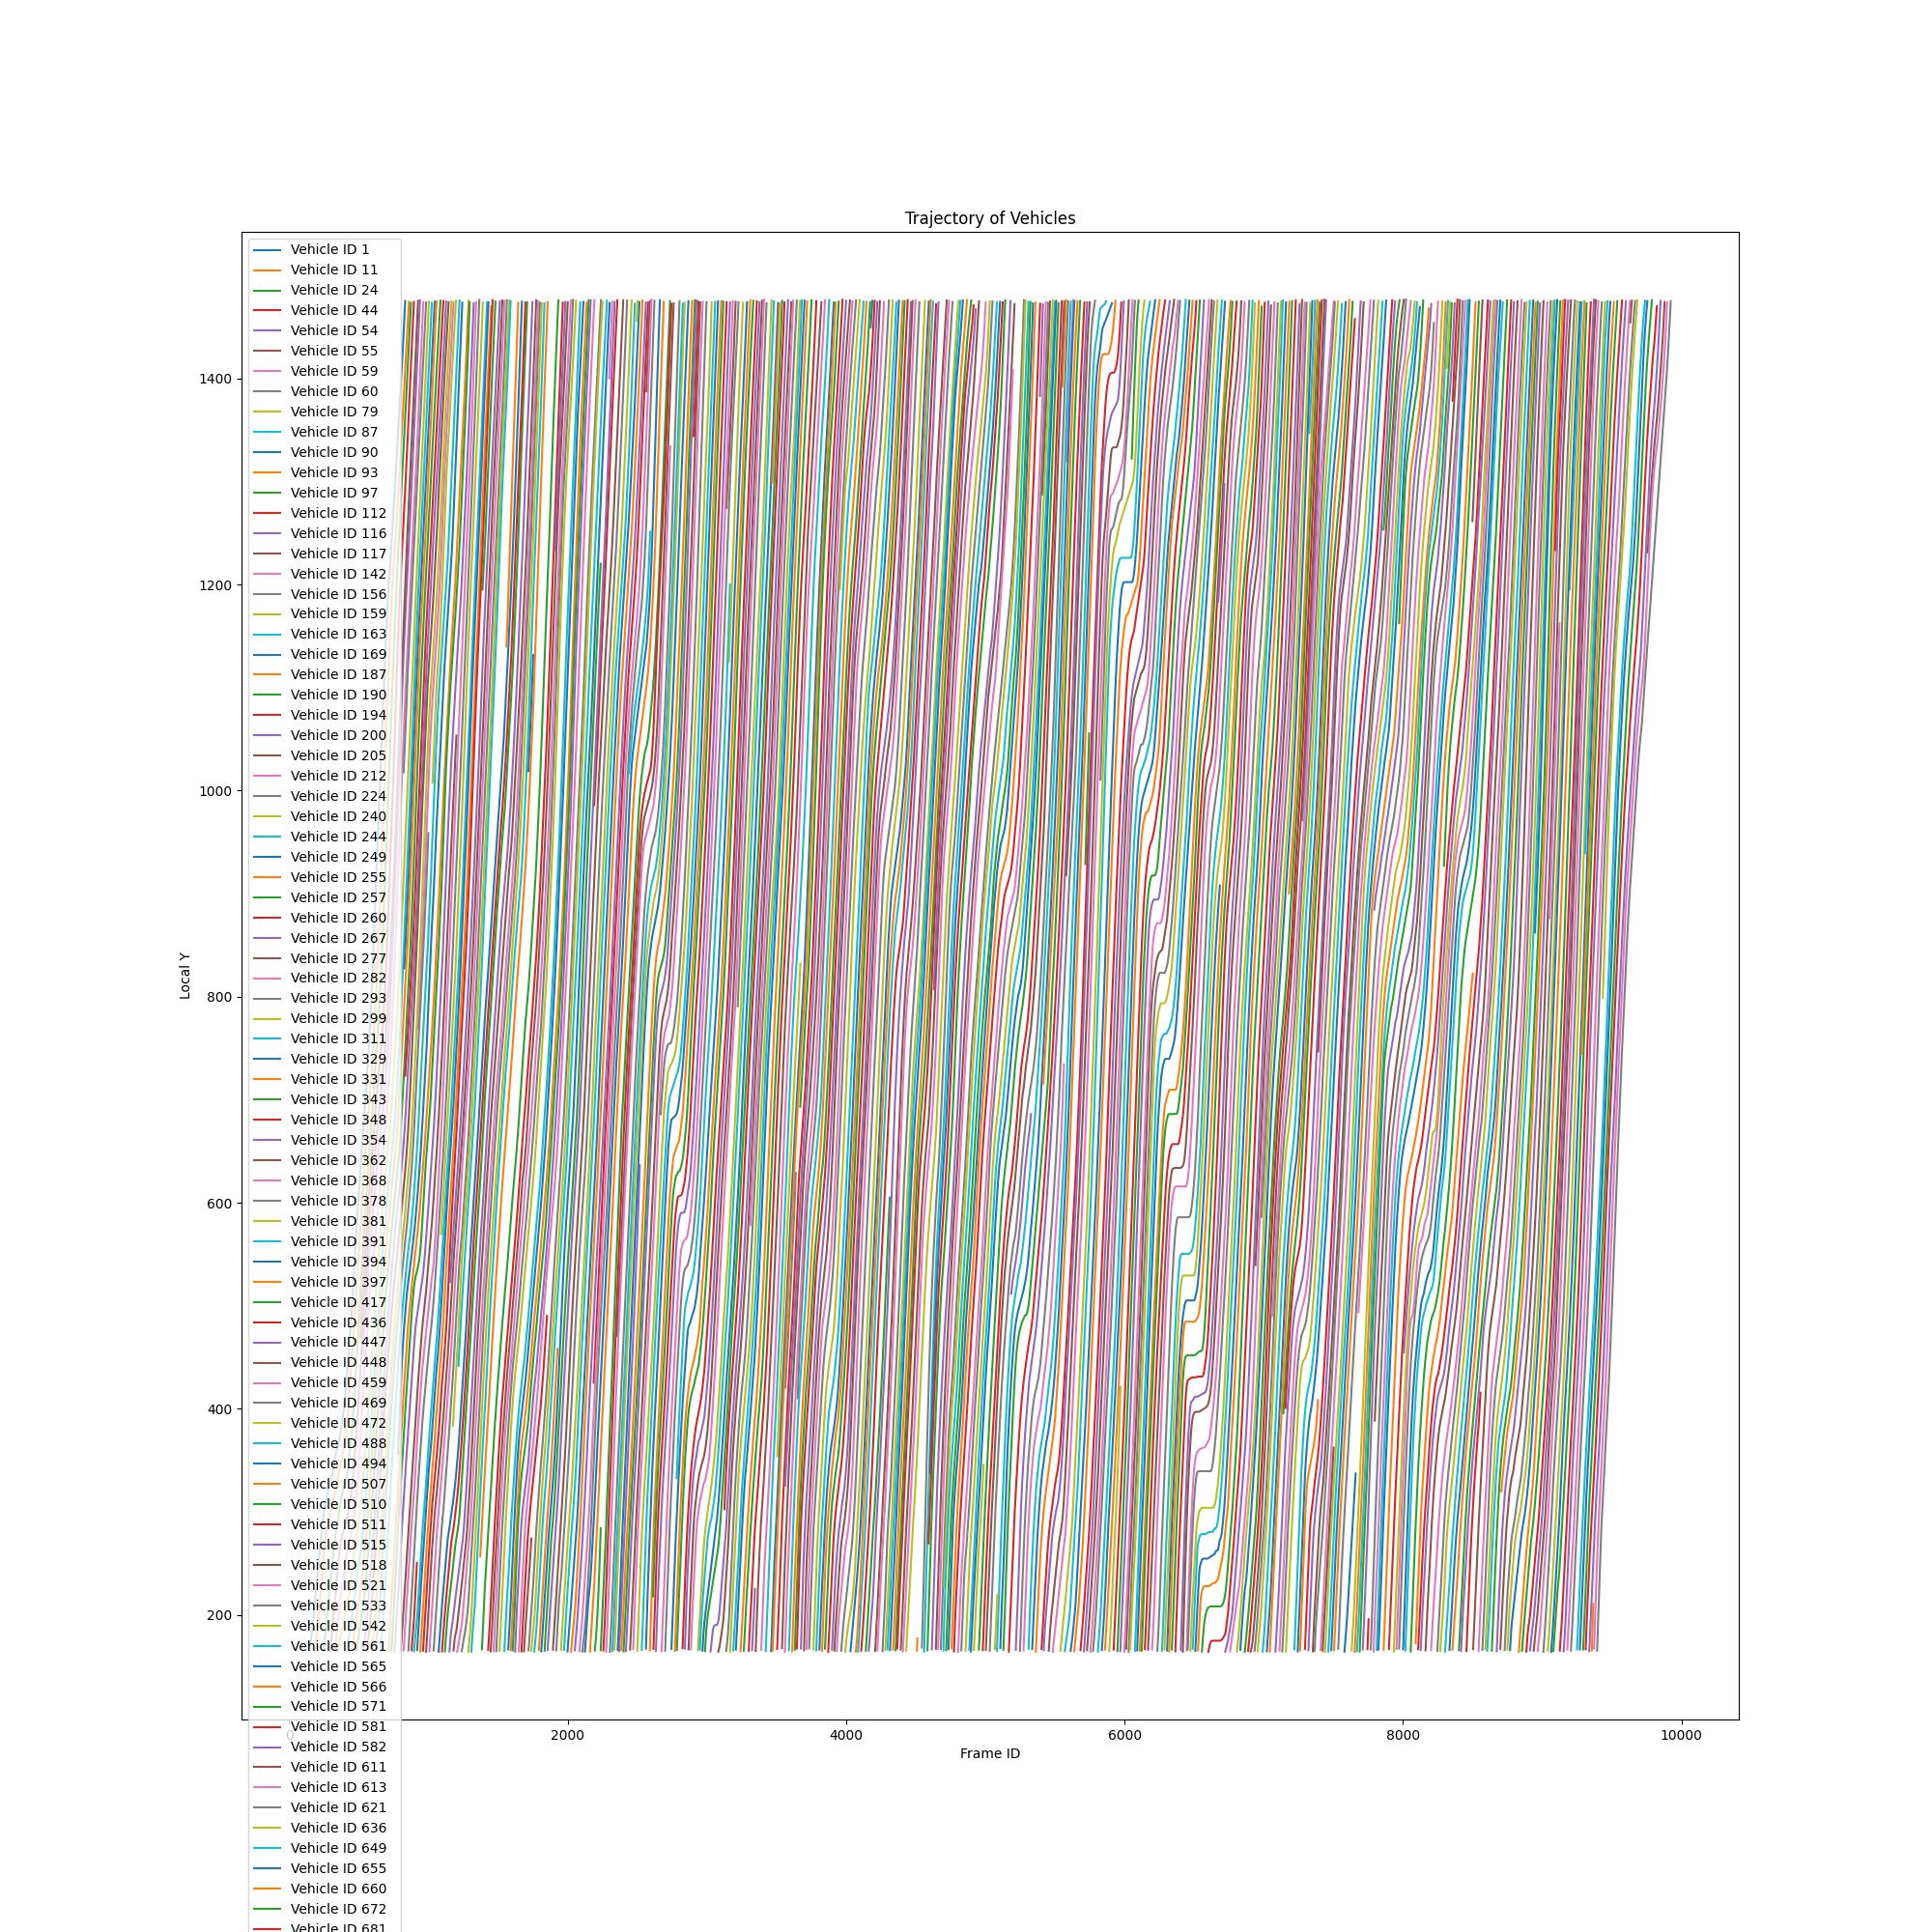 Trajectory of Vehicles
Vehicle ID 1
Vehicle ID 11
Vehicle ID 24
Vehicle ID 44
Vehicle ID 54
Vehicle ID 55
Vehicle ID 59
Vehicle ID 60
Vehicle ID 79
Vehicle ID 87
Vehicle ID 90
Vehicle ID 93
Vehicle ID 97
Vehicle ID 112
Vehicle ID 116
Vehicle ID 117
Vehicle ID 142
Vehicle ID 156
Vehicle ID 159
Vehicle ID 163
Vehicle ID 169
Vehicle ID 187
Vehicle ID 190
Vehicle ID 194
Vehicle ID 200
Vehicle ID 205
Vehicle ID 212
Vehicle ID 224
Vehicle ID 240
Vehicle ID 244
Vehicle ID 249
Vehicle ID 255
Vehicle ID 257
Vehicle ID 260
Vehicle ID 267
Vehicle ID 277
Vehicle ID 282
Vehicle ID 293
Vehicle ID 299
Vehicle ID 311
Vehicle ID 329
Vehicle ID 331
Vehicle ID 343
Vehicle ID 348
Vehicle ID 354
Vehicle ID 362
Vehicle ID 368
Vehicle ID 378
Vehicle ID 381
Vehicle ID 391
Vehicle ID 394
Vehicle ID 397
Vehicle ID 417
Vehicle ID 436
Vehicle ID 447
Vehicle ID 448
Vehicle ID 459
Vehicle ID 469
Vehicle ID 472
Vehicle ID 488
Vehicle ID 494
Vehicle ID 507
Vehicle ID 510
Vehicle ID 511
Vehicle ID 515
Vehicle ID 518
Vehicle ID 521
Vehicle ID 533
Vehicle ID 542
Vehicle ID 561
Vehicle ID 565
Vehicle ID 566
Vehicle ID 571
Vehicle ID 581
Vehicle ID 582
Vehicle ID 611
Vehicle ID 613
Vehicle ID 621
Vehicle ID 636
Vehicle ID 649
Vehicle ID 655
Vehicle ID 660
Vehicle ID 672
Vehicle ID 681
1400
1200
1000
800
600
400
200
Local Y
0
2000
4000
6000
8000
10000
Frame ID